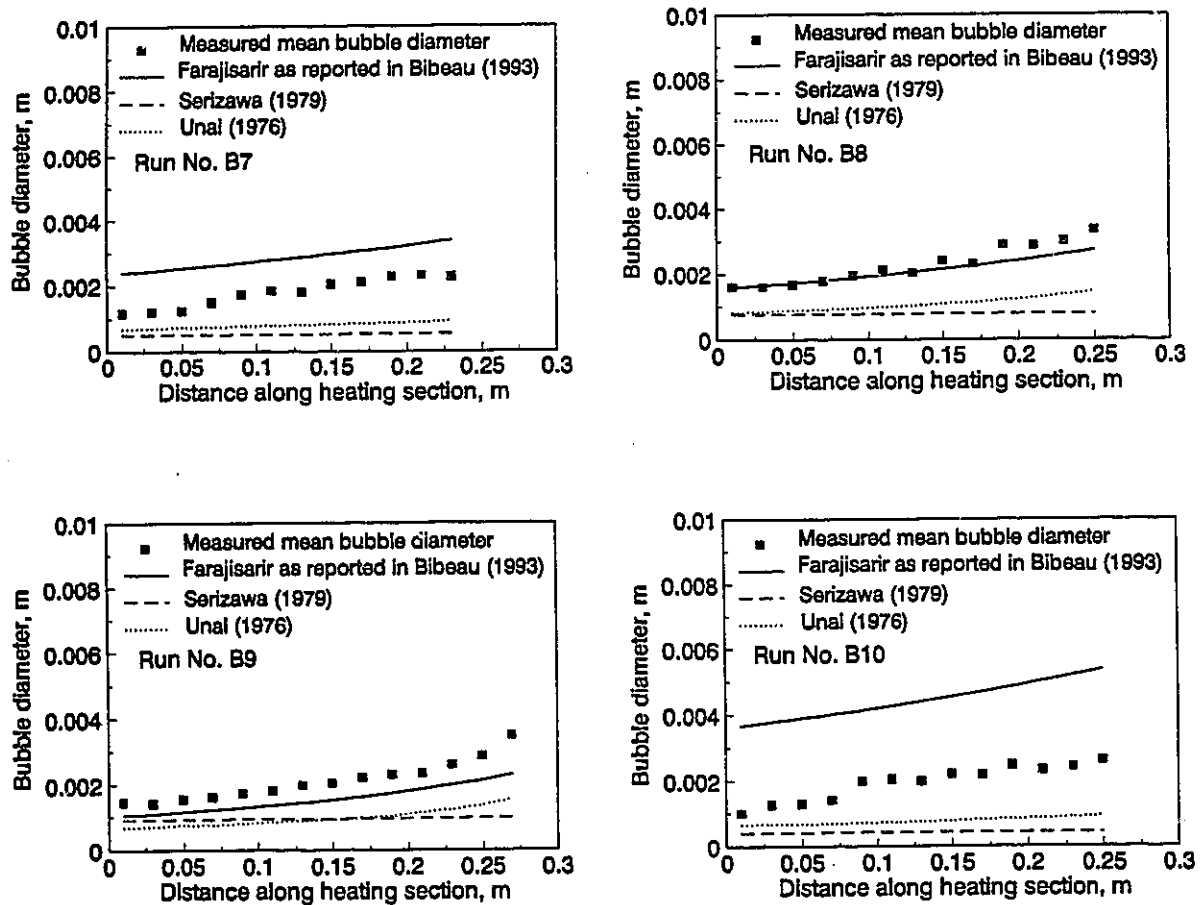 0.01
0.008
0.006
0.004
0.002
0
Bubble diameter, m
Measured mean bubble diameter
Farajisarir as reported in Bibeau (1993)
Serizawa (1979)
Unal (1976)
Run No. B7
0 0.05 0.1 0.15 0.2 0.25 0.3
Distance along heating section, m
0.01
0.008
0.006
0.004
0.002
0
Bubble diameter, m
Measured mean bubble diameter
Farajisarir as reported in Bibeau (1993)
Serizawa (1979)
Unal (1976)
Run No. B8
0 0.05 0.1 0.15 0.2 0.25 0.3
Distance along heating section, m
0.01
0.008
0.006
0.004
0.002
0
Bubble diameter, m
Measured mean bubble diameter
Farajisarir as reported in Bibeau (1993)
Serizawa (1979)
Unal (1976)
Run No. B9
0 0.05 0.1 0.15 0.2 0.25 0.3
Distance along heating section, m
0.01
0.008
0.006
0.004
0.002
0
Bubble diameter, m
Measured mean bubble diameter
Farajisarir as reported in Bibeau (1993)
Serizawa (1979)
Unal (1976)
Run No. B10
0 0.05 0.1 0.15 0.2 0.25 0.3
Distance along heating section, m